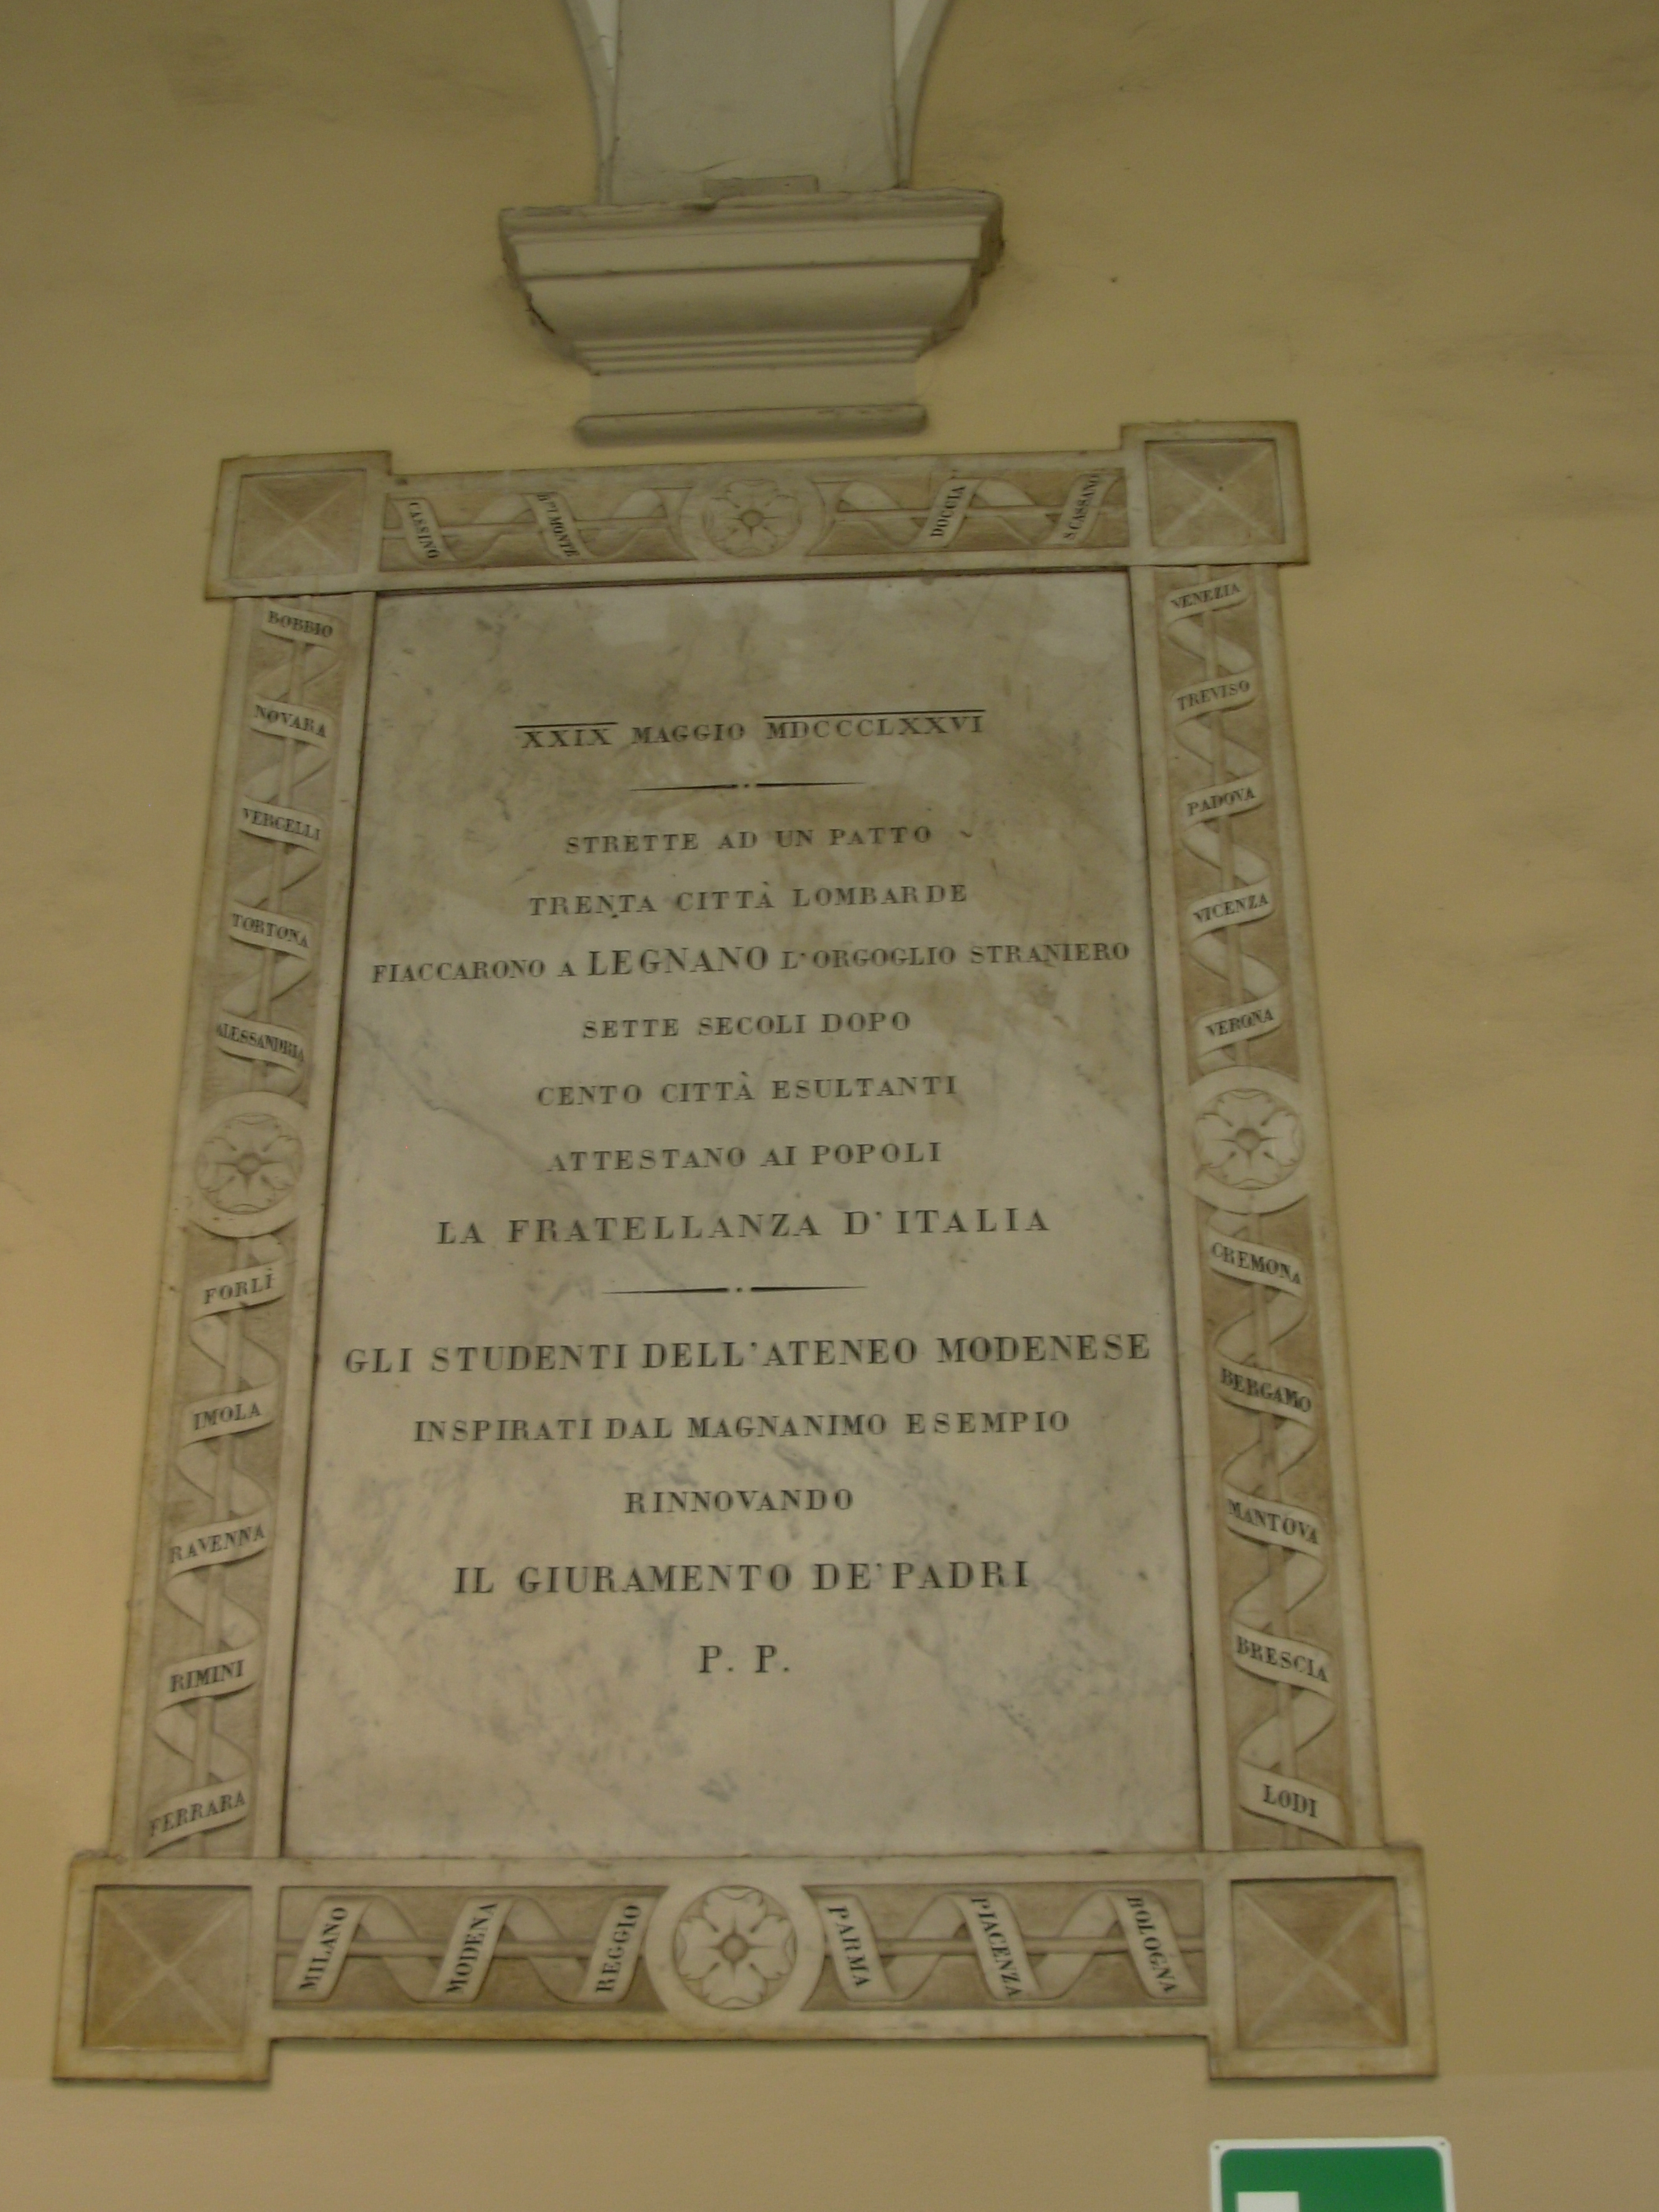 CASSINO
BELMONTE
DOCCIA
S.CASSANO
BOBBIO
NOVARA
VERCELLI
TORTONA
ALESSANDRIA
FORLÌ
IMOLA
RAVENNA
RIMINI
FERRARA
XXIX MAGGIO MDCCCLXXVI
STRETTE AD UN PATTO
TRENTA CITTÀ LOMBARDE
FIACCARONO A LEGNANO L'ORGOGLIO STRANIERO
SETTE SECOLI DOPO
CENTO CITTÀ ESULTANTI
ATTESTANO AI POPOLI
LA FRATELLANZA D'ITALIA
GLI STUDENTI DELL'ATENEO MODENESE
INSPIRATI DAL MAGNANIMO ESEMPIO
RINNOVANDO
IL GIURAMENTO DE'PADRI
P. P.
VENEZIA
TREVISO
PADOVA
VICENZA
VERONA
CREMONA
BERGAMO
MANTOVA
BRESCIA
LODI
MILANO
MODENA
REGGIO
PARMA
PIACENZA
BOLOGNA